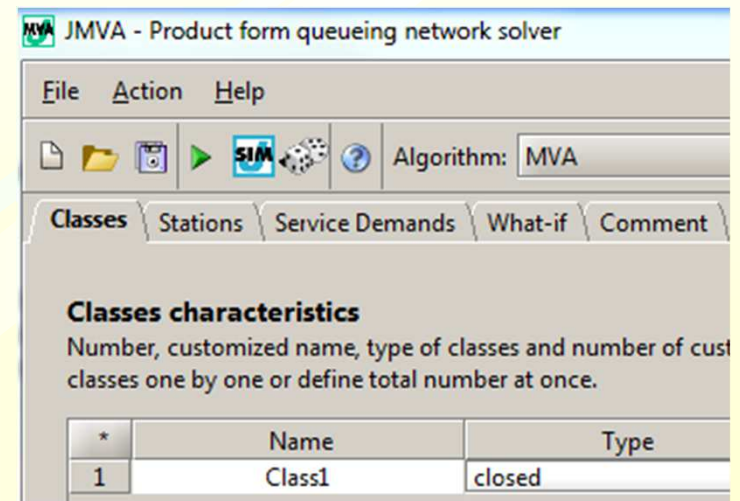 MVA JMVA - Product form queueing network solver
File Action Help
SIM Algorithm: MVA
Classes Stations Service Demands What-if Comment
Classes characteristics
Number, customized name, type of classes and number of cust
classes one by one or define total number at once.
* Name Type
1 Class1 closed